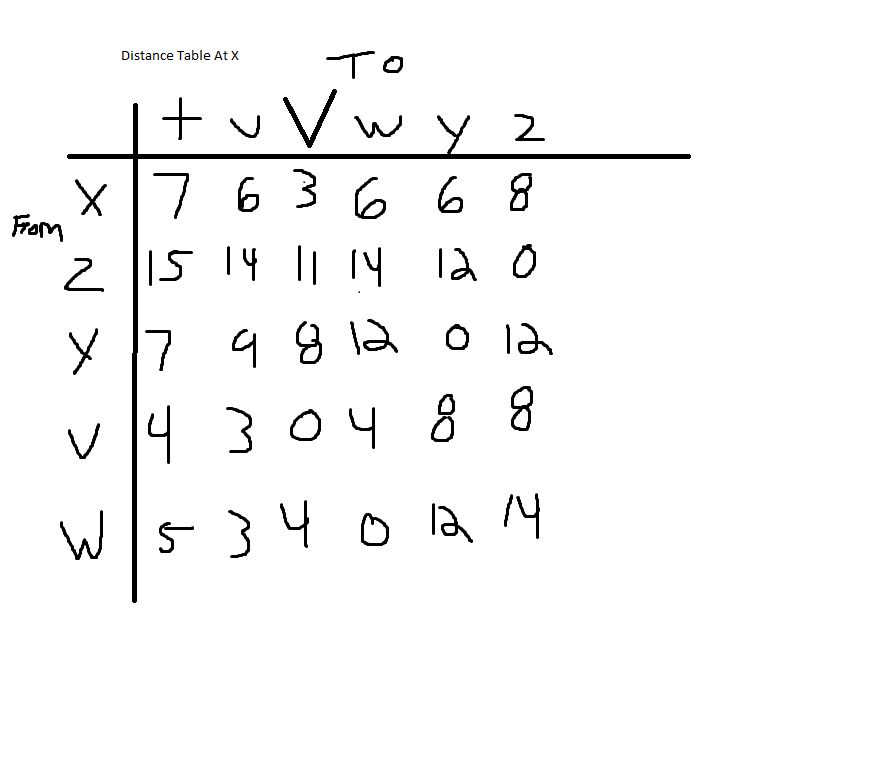 Distance Table At X
To
t u V w y z
From
X 7 6 3 6 6 8
Z 15 14 11 14 12 0
Y 7 9 8 12 0 12
V 4 3 0 4 8 8
W 5 3 4 0 12 14